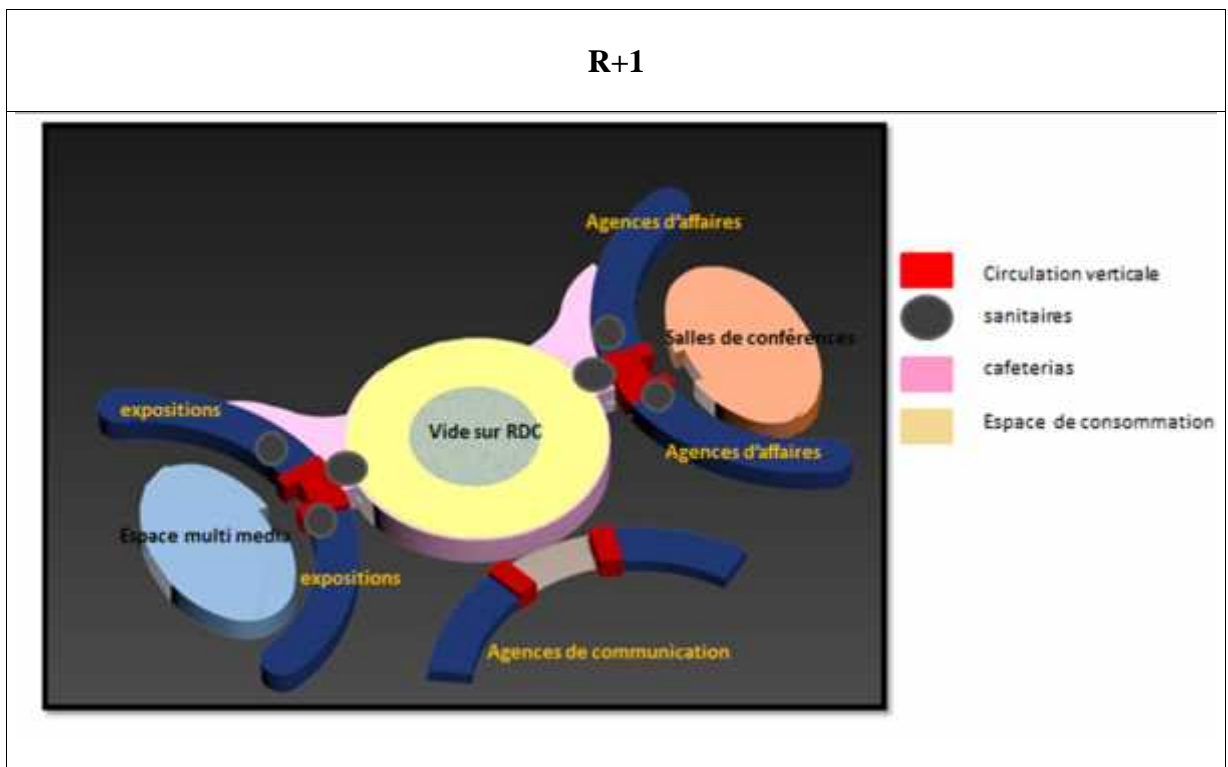 R+1
Agences d'affaires
Salles de conférences
expositions
Vide sur RDC
Agences d'affaires
Espace multi media
expositions
Agences de communication
Circulation verticale
sanitaires
cafeterias
Espace de consommation